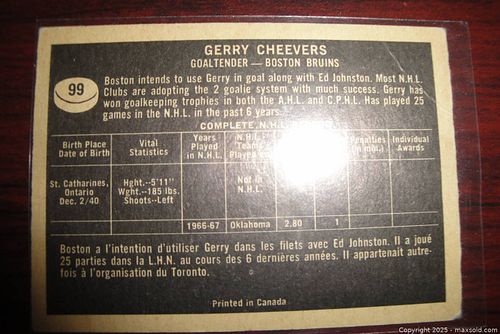 GERRY CHEEVERS
GOALTENDER — BOSTON BRUINS
99
Boston intends to use Gerry in goal along with Ed Johnston. Most N.H.L.
Clubs are adopting the 2 goalie system with much success. Gerry has
won goalkeeping trophies in both the A.H.L. and C.P.H.L. Has played 25
games in the N.H.L. in the past 6 years.
COMPLETE N.H.L.
Birth Place Date of Birth
Vital Statistics
Years Played in N.H.L.
N.H.L. Teams Played
Penalties (in min.)
Individual Awards
St. Catharines, Ontario Dec. 2/40
Hght.--5'11" Wght.--185 lbs. Shoots--Left
Not in N.H.L.
1966-67 Oklahoma 2.80 1
Boston a l'intention d'utiliser Gerry dans les filets avec Ed Johnston. Il a joué
25 parties dans la L.H.N. au cours des 6 dernières années. Il appartenait autre-
fois à l'organisation du Toronto.
Printed in Canada
Copyright 2025 - maxsold.com